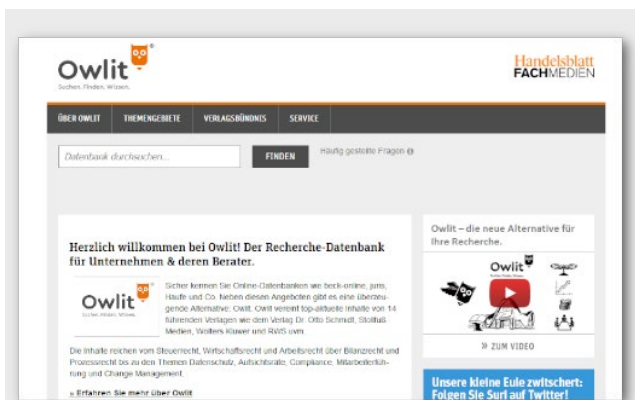 Owlit
Suchen. Finden. Wissen.
Handelsblatt
FACHMEDIEN
ÜBER OWLIT THEMENGEBIETE VERLAGSBÜNDNIS SERVICE
Datenbank durchsuchen... FINDEN Häufig gestellte Fragen
Herzlich willkommen bei Owlit! Der Recherche-Datenbank
für Unternehmen & deren Berater.
Owlit
Suchen. Finden. Wissen.
Sicher kennen Sie Online-Datenbanken wie beck-online, juris,
Haufe und Co. Neben diesen Angeboten gibt es eine überzeu-
gende Alternative: Owlit. Owlit vereint top-aktuelle Inhalte von 14
führenden Verlagen wie dem Verlag Dr. Otto Schmidt, Stollfuß
Medien, Wolters Kluwer und RWS uvm.
Die Inhalte reichen vom Steuerrecht, Wirtschaftsrecht und Arbeitsrecht über Bilanzrecht und
Prozessrecht bis zu den Themen Datenschutz, Aufsichtsräte, Compliance, Mitarbeiterfüh-
rung und Change Management.
» Erfahren Sie mehr über Owlit
Owlit – die neue Alternative für
Ihre Recherche.
Owlit
» ZUM VIDEO
Unsere kleine Eule zwitschert:
Folgen Sie Suri auf Twitter!